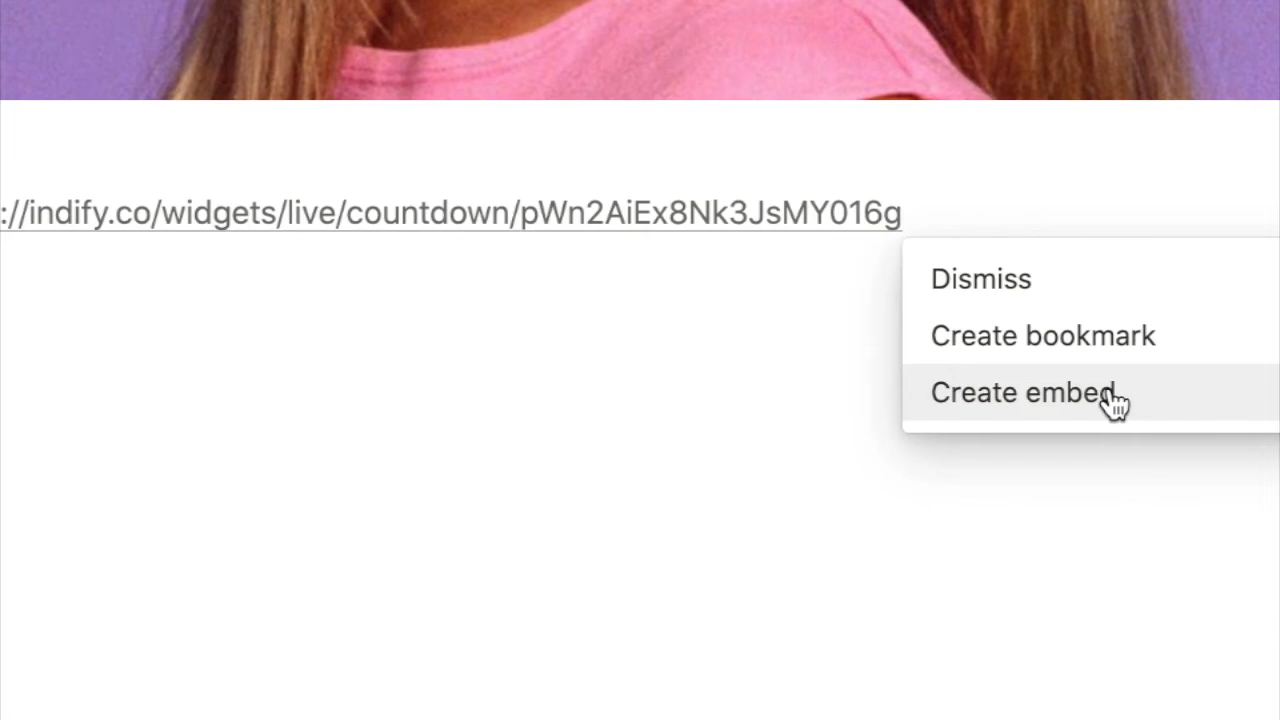 ://indify.co/widgets/live/countdown/pWn2AiEx8Nk3JsMY016g
Dismiss
Create bookmark
Create embed